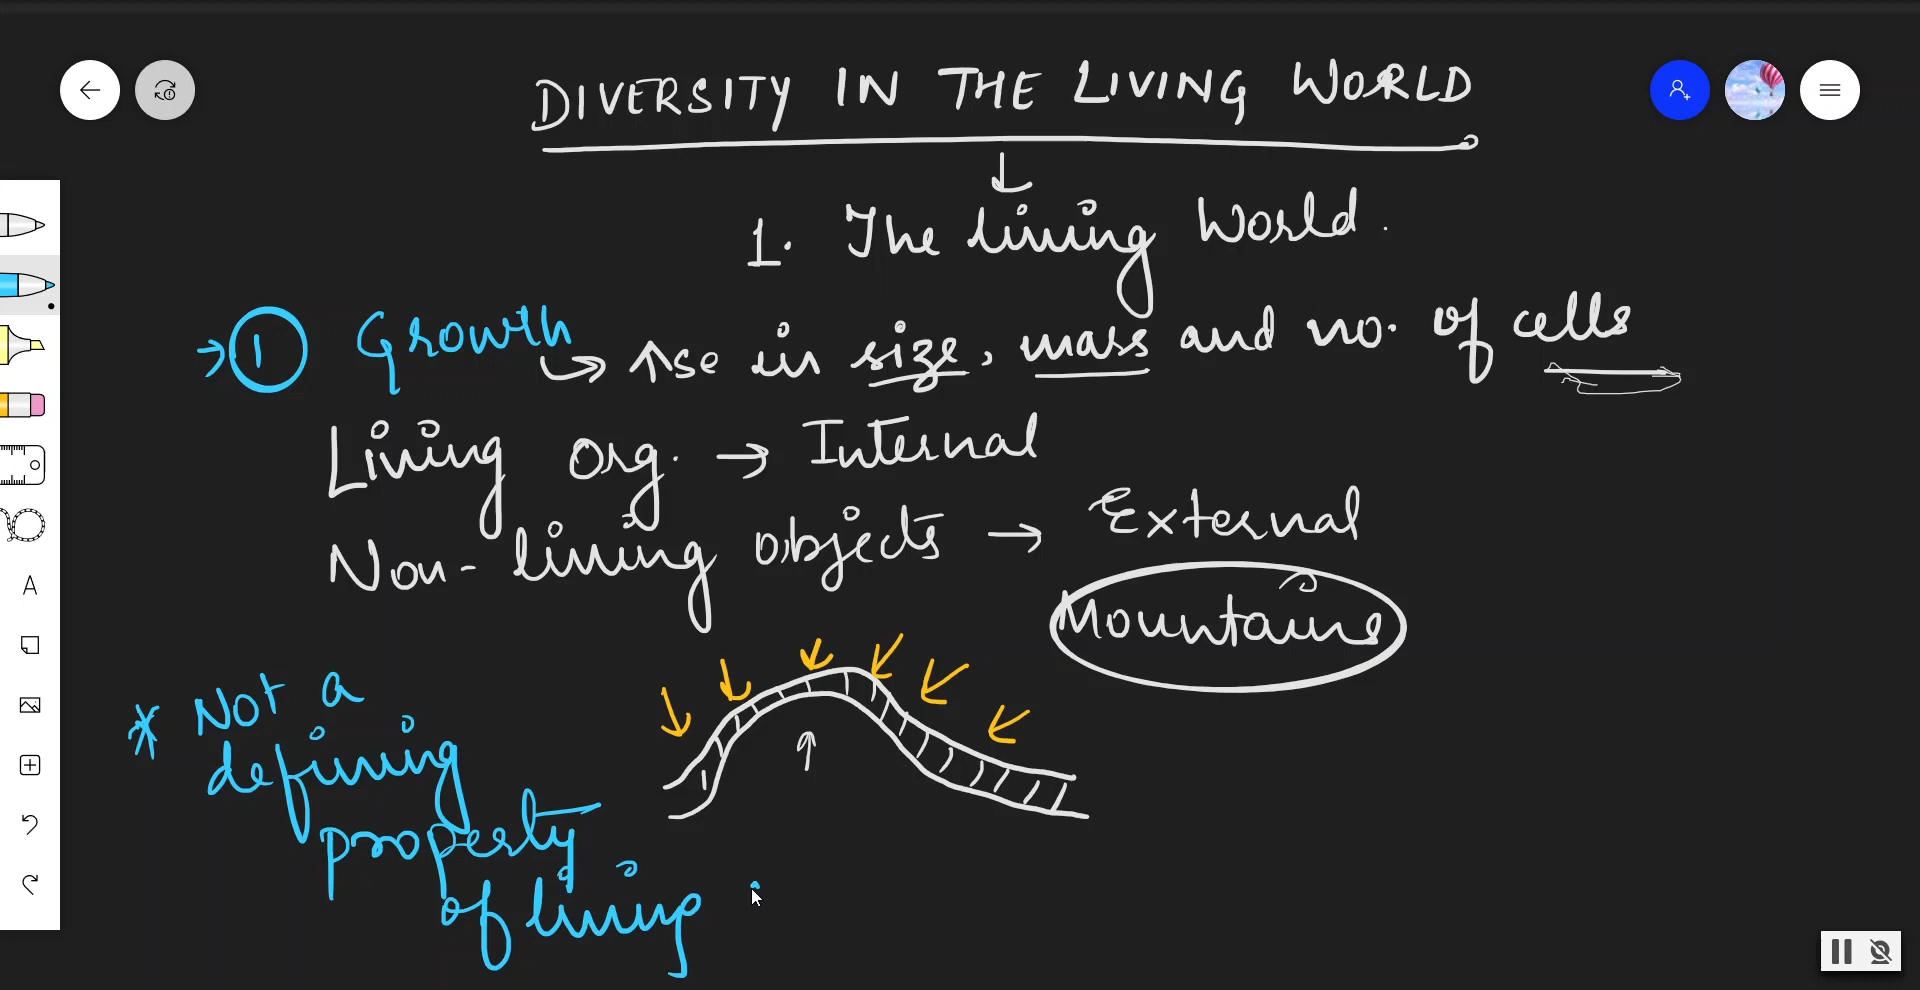 DIVERSITY IN THE LIVING WORLD
1. The living World.
→ 1 Growth ↳ ↑se in size, mass and no. of cells
Living org. → Internal
Non-living objects → External
Mountains
* Not a
defining
property
of living
A